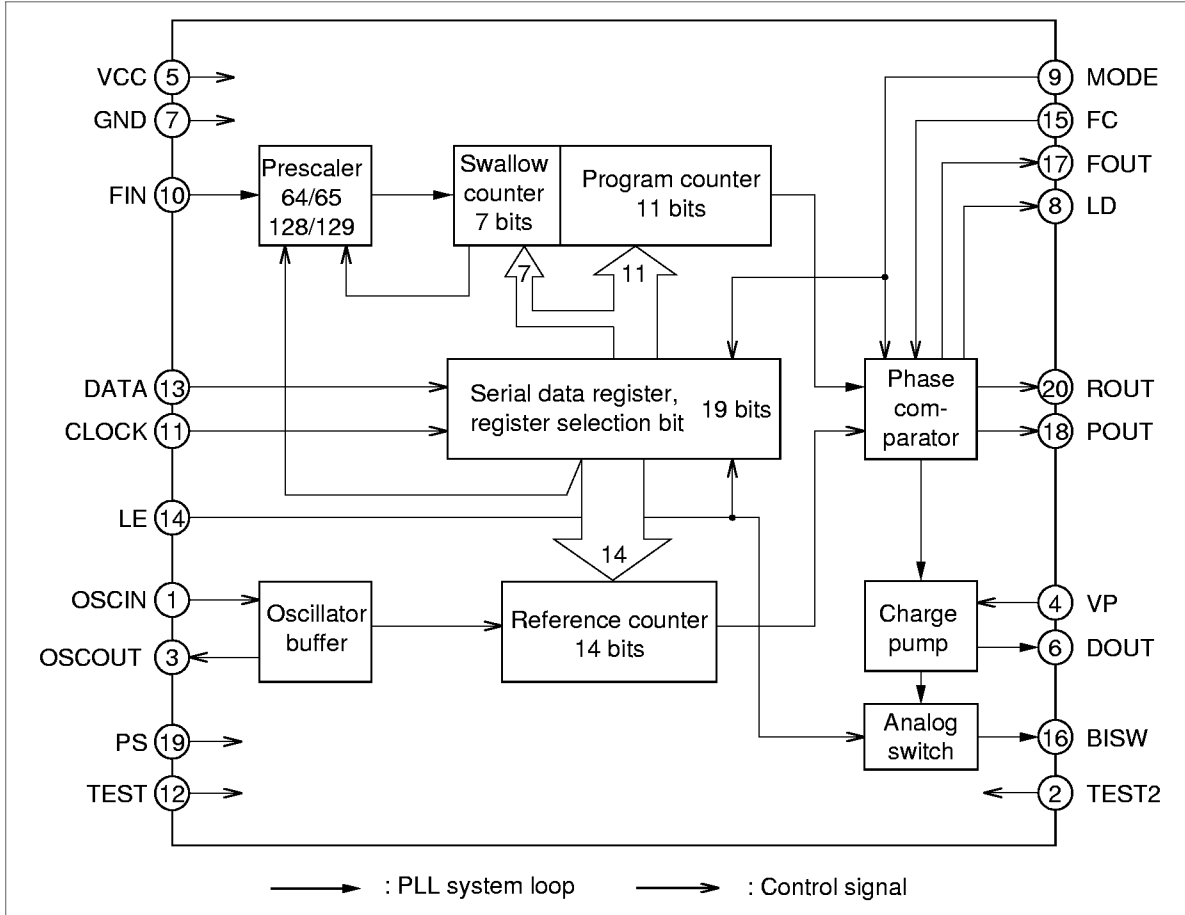 VCC 5
9 MODE
GND 7
15 FC
17 FOUT
FIN 10
8 LD
Prescaler
64/65
128/129
Swallow
counter
7 bits
Program counter
11 bits
7
11
DATA 13
CLOCK 11
Serial data register,
register selection bit
19 bits
Phase
com-
parator
20 ROUT
18 POUT
LE 14
14
OSCIN 1
OSCOUT 3
Oscillator
buffer
Reference counter
14 bits
Charge
pump
4 VP
6 DOUT
PS 19
Analog
switch
16 BISW
TEST 12
2 TEST2
: PLL system loop
: Control signal